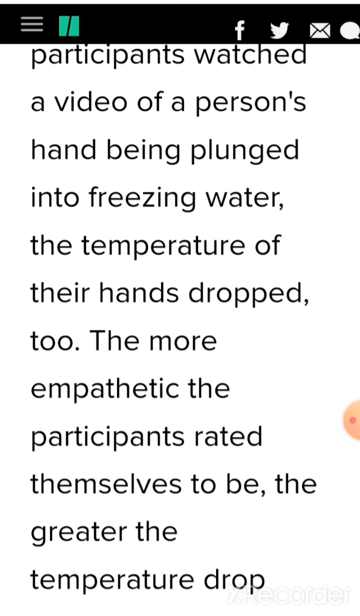 participants watched
a video of a person's
hand being plunged
into freezing water,
the temperature of
their hands dropped,
too. The more
empathetic the
participants rated
themselves to be, the
greater the
temperature drop
XRecorder